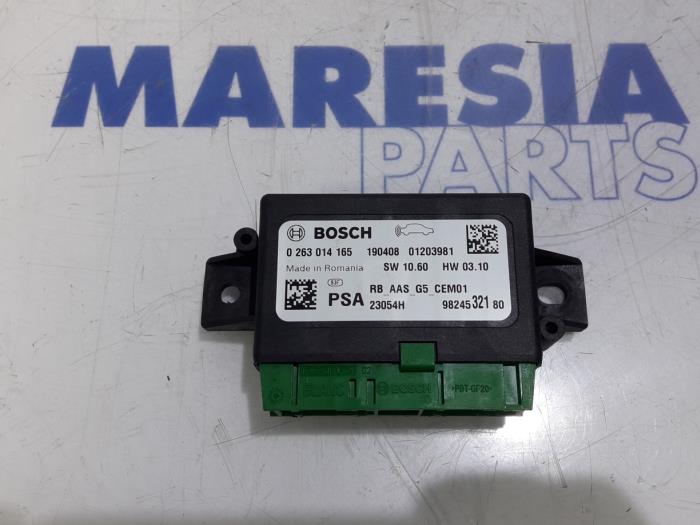 MARESIA
PARTS
BOSCH
0 263 014 165 190408 01203981
Made in Romania SW 10.60 HW 03.10
RB_AAS_G5_CEM01
PSA 23054H 98245 321 80
BLANC BOSCH >PBT-GF20<